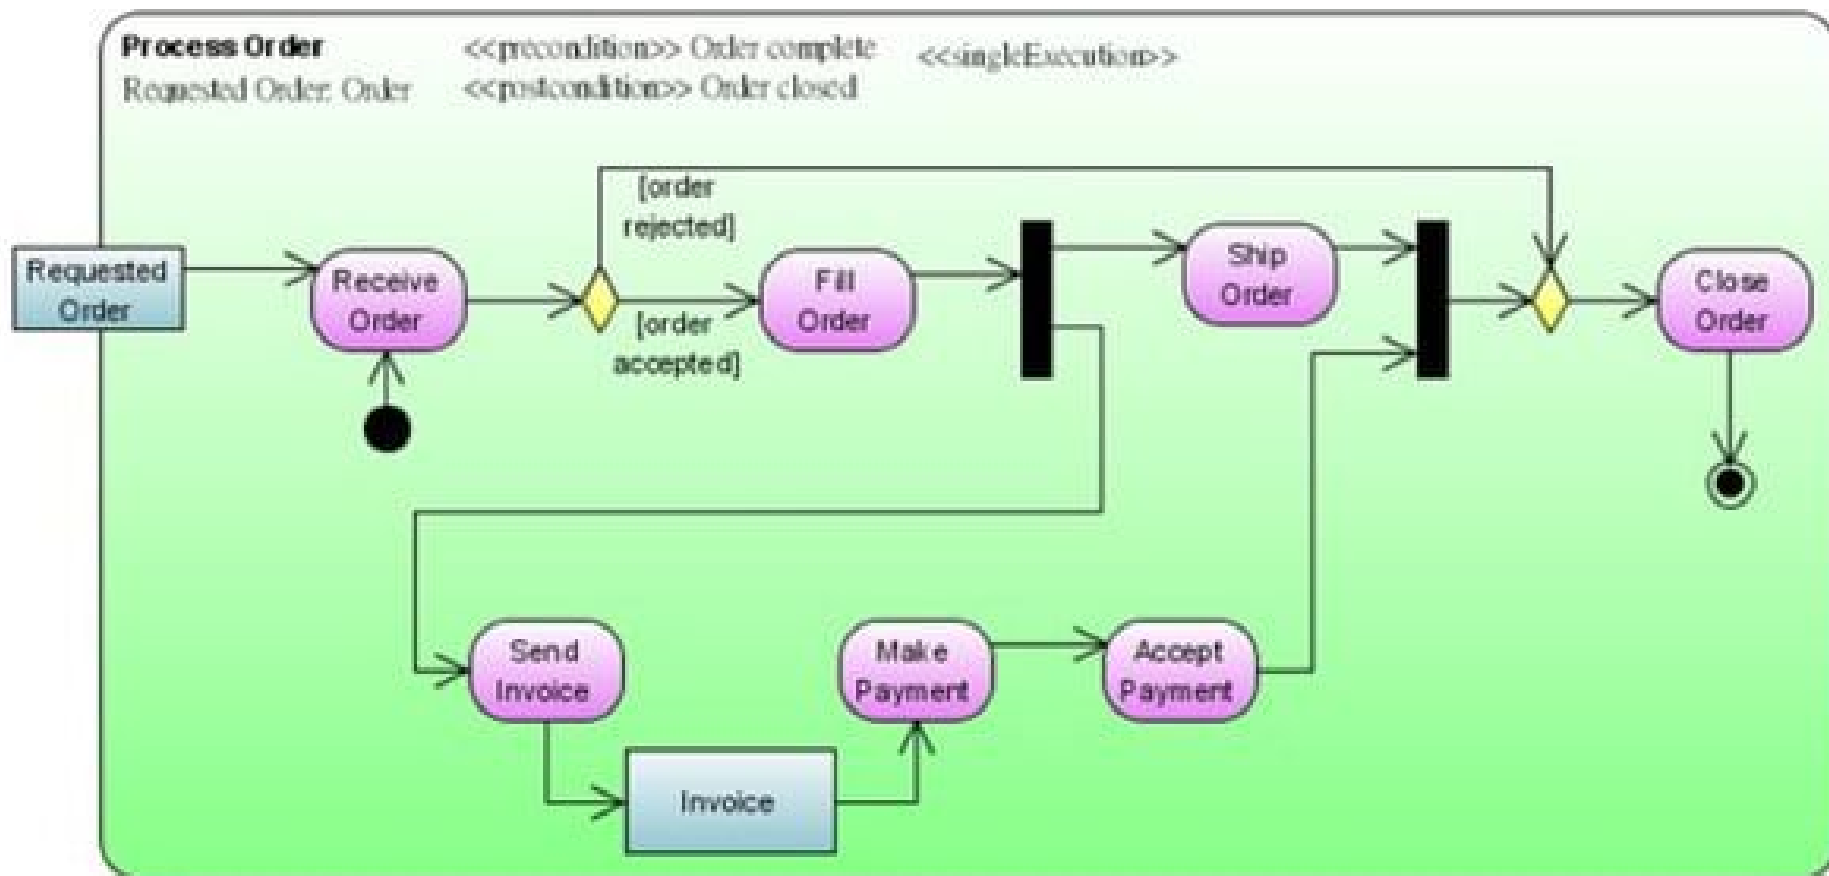 Process Order
<<precondition>> Order complete
<<singleExecution>>
Requested Order: Order
<<postcondition>> Order closed
[order
rejected]
Requested
Order
Receive
Order
[order
accepted]
Fill
Order
Ship
Order
Close
Order
Send
Invoice
Make
Payment
Accept
Payment
Invoice